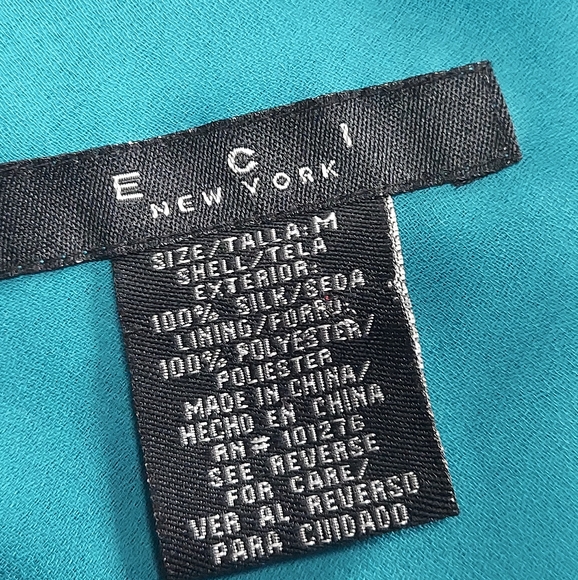 E C I
NEW YORK
SIZE/TALLA: M
SHELL/TELA
EXTERIOR:
100% SILK/SEDA
LINING/FORRO:
100% POLYESTER/
POLIESTER
MADE IN CHINA/
HECHO EN CHINA
RN# 101276
SEE REVERSE
FOR CARE/
VER AL REVERSO
PARA CUIDADO